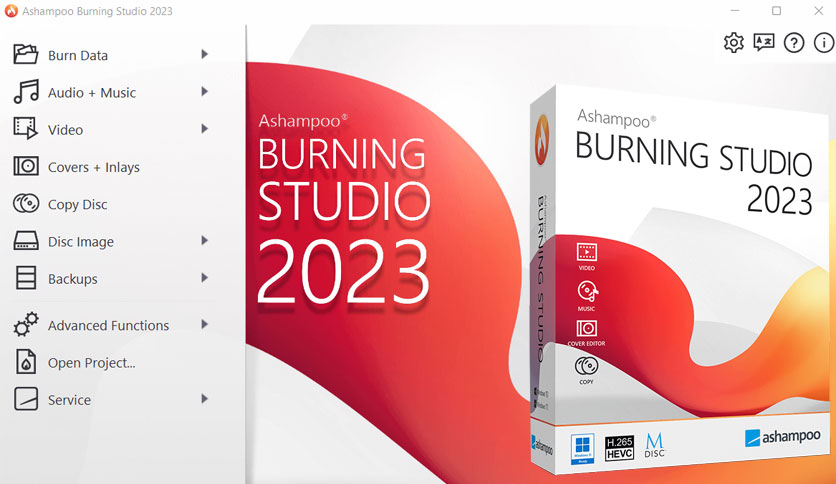 Ashampoo Burning Studio 2023
Burn Data
Audio + Music
Video
Covers + Inlays
Copy Disc
Disc Image
Backups
Advanced Functions
Open Project...
Service
Ashampoo®
BURNING
STUDIO
2023
Ashampoo®
BURNING STUDIO
2023
BURNING STUDIO
VIDEO
MUSIC
COVER EDITOR
COPY
ashampoo
H.265
HEVC
M
DISC
ashampoo